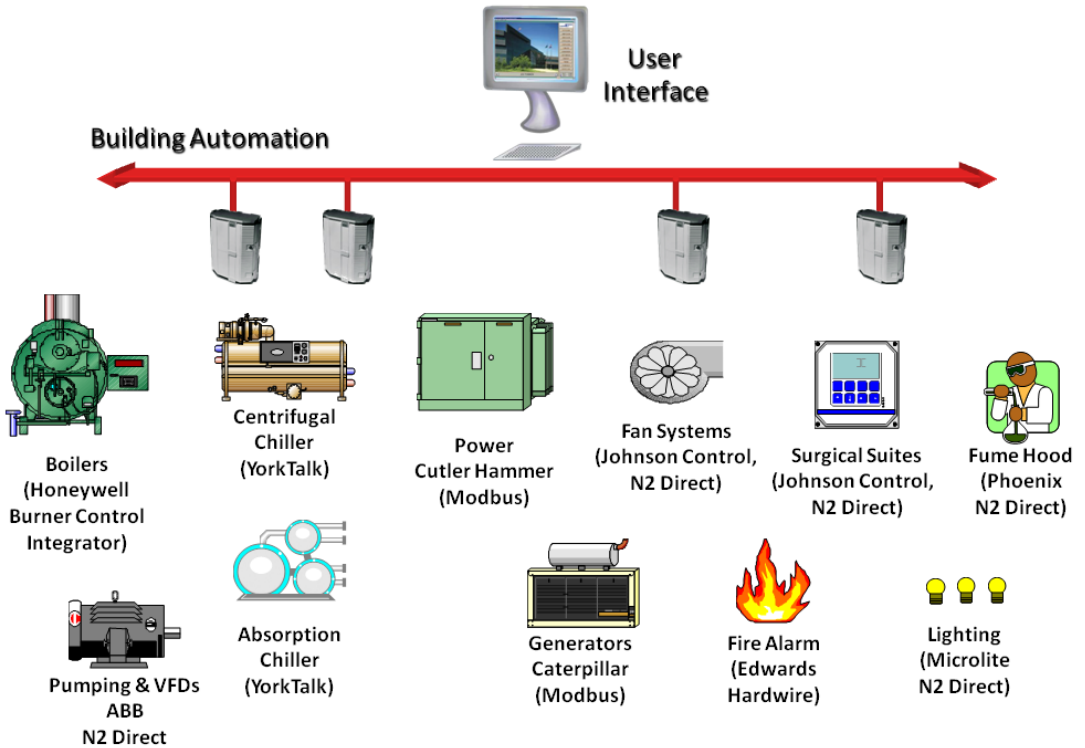 User
Interface
Building Automation
Boilers
(Honeywell
Burner Control
Integrator)
Centrifugal
Chiller
(YorkTalk)
Power
Cutler Hammer
(Modbus)
Fan Systems
(Johnson Control,
N2 Direct)
Surgical Suites
(Johnson Control,
N2 Direct)
Fume Hood
(Phoenix
N2 Direct)
Pumping & VFDs
ABB
N2 Direct
Absorption
Chiller
(YorkTalk)
Generators
Caterpillar
(Modbus)
Fire Alarm
(Edwards
Hardwire)
Lighting
(Microlite
N2 Direct)